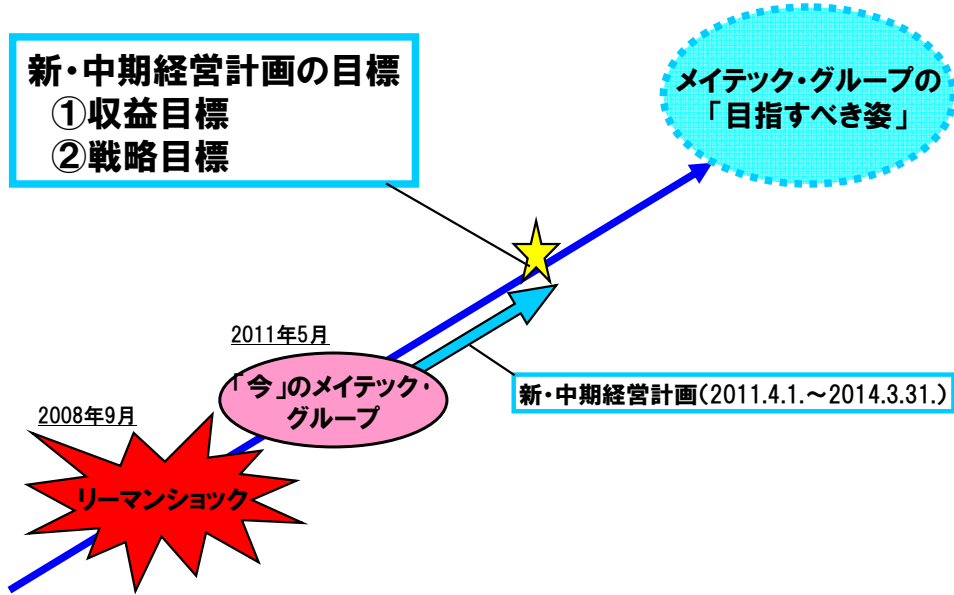 新・中期経営計画の目標
①収益目標
②戦略目標
メイテック・グループの
「目指すべき姿」
2011年5月
「今」のメイテック・
グループ
新・中期経営計画(2011.4.1.～2014.3.31.)
2008年9月
リーマンショック